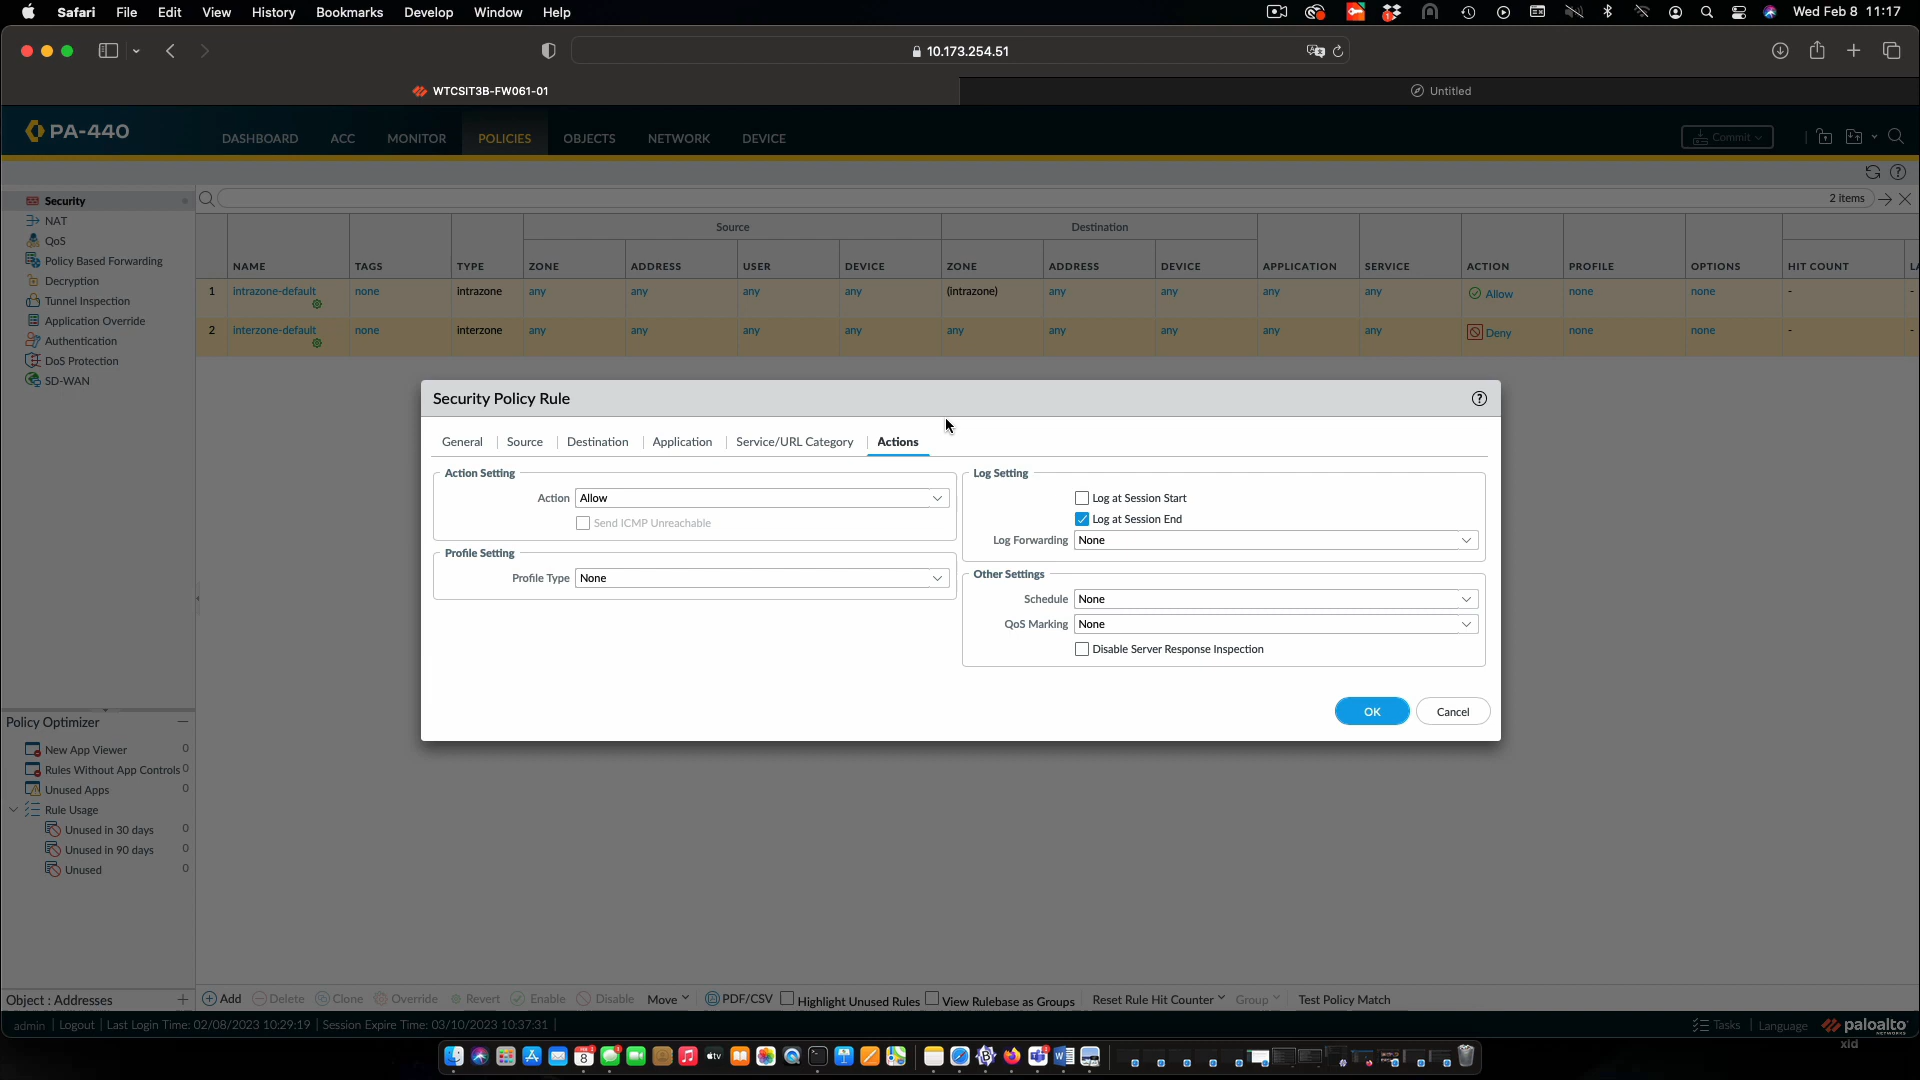 Safari File Edit View History Bookmarks Develop Window Help Wed Feb 8 11:17
10.173.254.51
WTCSIT3B-FW061-01 Untitled
PA-440 DASHBOARD ACC MONITOR POLICIES OBJECTS NETWORK DEVICE Commit
Security
NAT
QoS
Policy Based Forwarding
Decryption
Tunnel Inspection
Application Override
Authentication
DoS Protection
SD-WAN
2 items
Source Destination
NAME TAGS TYPE ZONE ADDRESS USER DEVICE ZONE ADDRESS DEVICE APPLICATION SERVICE ACTION PROFILE OPTIONS HIT COUNT
1 intrazone-default none intrazone any any any any (intrazone) any any any any Allow none none - -
2 interzone-default none interzone any any any any any any any any any Deny none none - -
Security Policy Rule
General Source Destination Application Service/URL Category Actions
Action Setting
Action Allow
Send ICMP Unreachable
Profile Setting
Profile Type None
Log Setting
Log at Session Start
Log at Session End
Log Forwarding None
Other Settings
Schedule None
QoS Marking None
Disable Server Response Inspection
OK Cancel
Policy Optimizer
New App Viewer 0
Rules Without App Controls 0
Unused Apps 0
Rule Usage
Unused in 30 days 0
Unused in 90 days 0
Unused 0
Object : Addresses
Add Delete Clone Override Revert Enable Disable Move PDF/CSV Highlight Unused Rules View Rulebase as Groups Reset Rule Hit Counter Group Test Policy Match
admin | Logout | Last Login Time: 02/08/2023 10:29:19 | Session Expire Time: 03/10/2023 10:37:31 |
Tasks | Language paloalto
NETWORKS